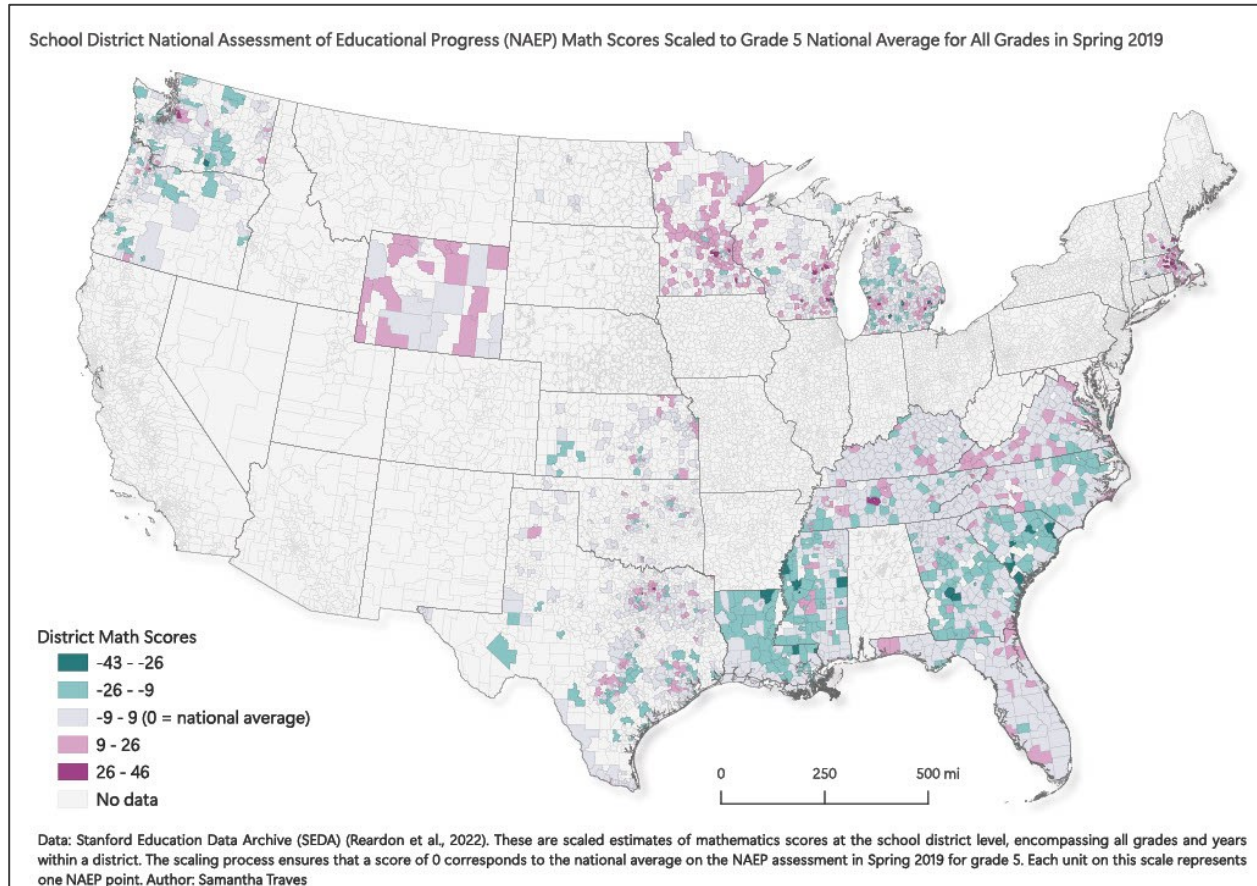 School District National Assessment of Educational Progress (NAEP) Math Scores Scaled to Grade 5 National Average for All Grades in Spring 2019
District Math Scores
-43 - -26
-26 - -9
-9 - 9 (0 = national average)
9 - 26
26 - 46
No data
0 250 500 mi
Data: Stanford Education Data Archive (SEDA) (Reardon et al., 2022). These are scaled estimates of mathematics scores at the school district level, encompassing all grades and years
within a district. The scaling process ensures that a score of 0 corresponds to the national average on the NAEP assessment in Spring 2019 for grade 5. Each unit on this scale represents
one NAEP point. Author: Samantha Traves